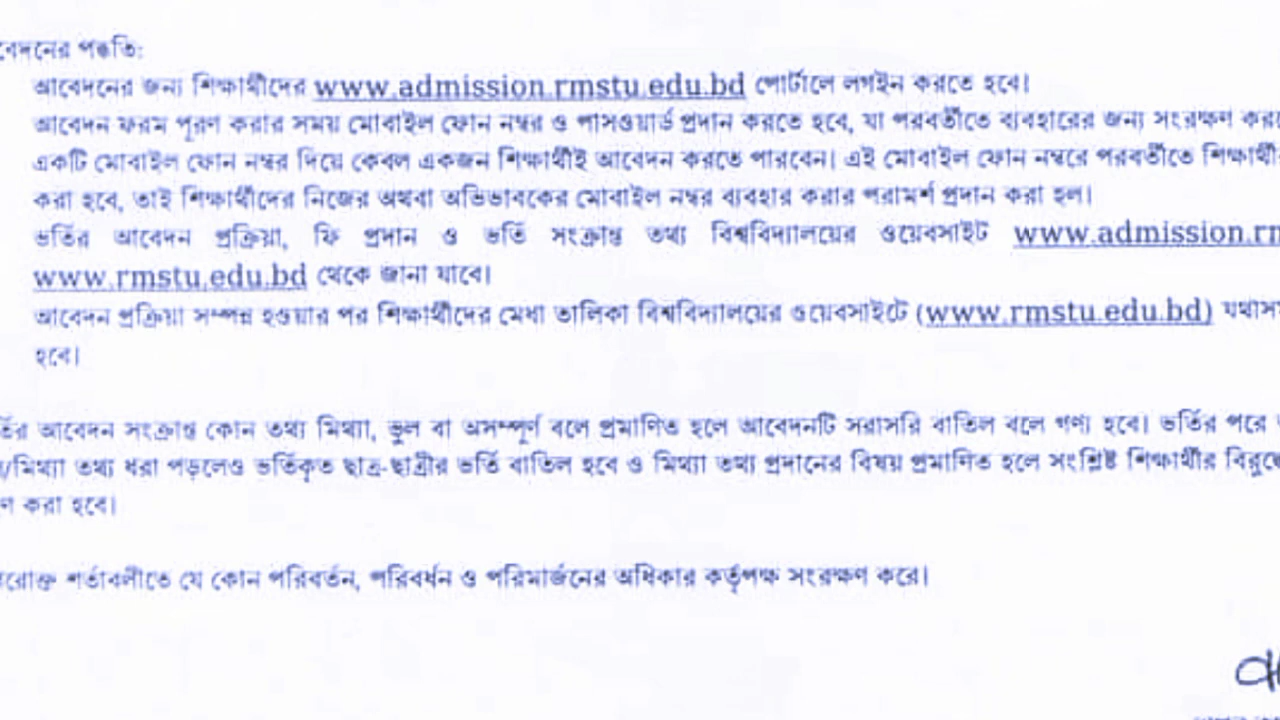 বেদনের পদ্ধতি:
আবেদনের জন্য শিক্ষার্থীদের www.admission.rmstu.edu.bd পোর্টালে লগইন করতে হবে।
আবেদন ফরম পূরণ করার সময় মোবাইল ফোন নম্বর ও পাসওয়ার্ড প্রদান করতে হবে, যা পরবর্তীতে ব্যবহারের জন্য সংরক্ষণ
একটি মোবাইল ফোন নম্বর দিয়ে কেবল একজন শিক্ষার্থীই আবেদন করতে পারবেন। এই মোবাইল ফোন নম্বরে পরবর্তীতে শিক্ষার্থী
করা হবে, তাই শিক্ষার্থীদের নিজের অথবা অভিভাবকের মোবাইল নম্বর ব্যবহার করার পরামর্শ প্রদান করা হল।
ভর্তির আবেদন প্রক্রিয়া, ফি প্রদান ও ভর্তি সংক্রান্ত তথ্য বিশ্ববিদ্যালয়ের ওয়েবসাইট www.admission.rm
www.rmstu.edu.bd থেকে জানা যাবে।
আবেদন প্রক্রিয়া সম্পন্ন হওয়ার পর শিক্ষার্থীদের মেধা তালিকা বিশ্ববিদ্যালয়ের ওয়েবসাইটে (www.rmstu.edu.bd) যথাস
হবে।
র্তির আবেদন সংক্রান্ত কোন তথ্য মিথ্যা, ভুল বা অসম্পূর্ণ বলে প্রমাণিত হলে আবেদনটি সরাসরি বাতিল বলে গণ্য হবে। ভর্তির পরে
/মিথ্যা তথ্য ধরা পড়লেও ভর্তিকৃত ছাত্র-ছাত্রীর ভর্তি বাতিল হবে ও মিথ্যা তথ্য প্রদানের বিষয় প্রমাণিত হলে সংশ্লিষ্ট শিক্ষার্থীর বিরুদ্ধে
ণ করা হবে।
রোক্ত শর্তাবলীতে যে কোন পরিবর্তন, পরিবর্ধন ও পরিমার্জনের অধিকার কর্তৃপক্ষ সংরক্ষণ করে।